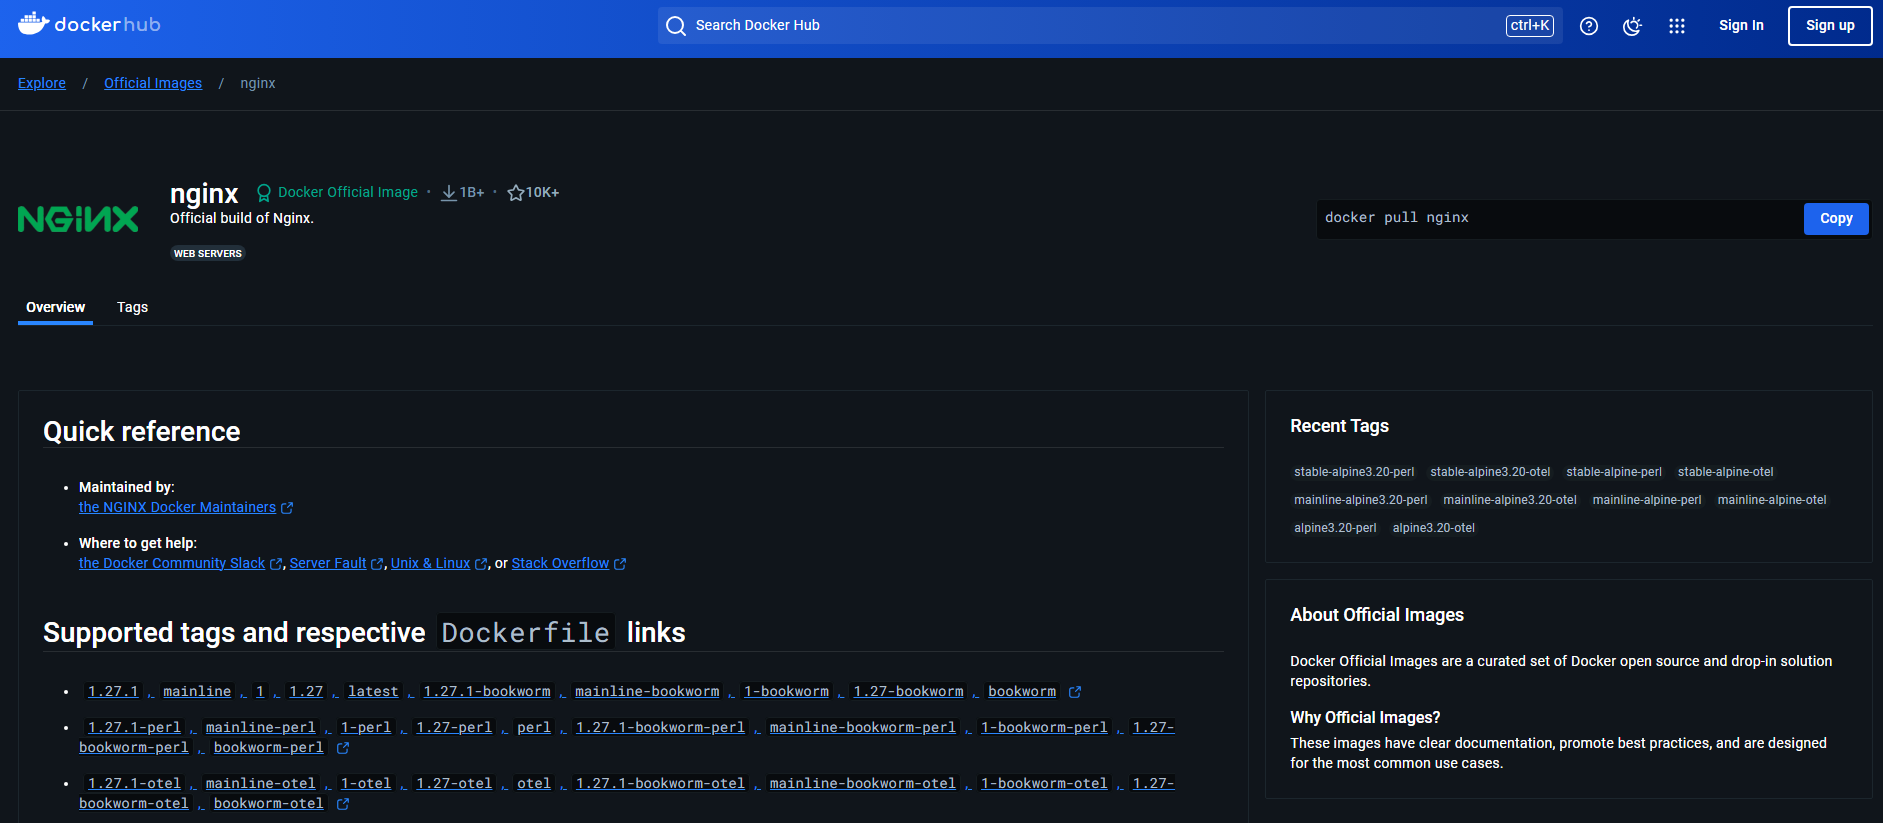 dockerhub
Search Docker Hub
ctrl+K
Sign In
Sign up
Explore / Official Images / nginx
NGINX
nginx
Docker Official Image · 1B+ · 10K+
Official build of Nginx.
WEB SERVERS
docker pull nginx
Copy
Overview
Tags
Quick reference
• Maintained by:
the NGINX Docker Maintainers
• Where to get help:
the Docker Community Slack, Server Fault, Unix & Linux, or Stack Overflow
Supported tags and respective Dockerfile links
• 1.27.1, mainline, 1, 1.27, latest, 1.27.1-bookworm, mainline-bookworm, 1-bookworm, 1.27-bookworm, bookworm
• 1.27.1-perl, mainline-perl, 1-perl, 1.27-perl, perl, 1.27.1-bookworm-perl, mainline-bookworm-perl, 1-bookworm-perl, 1.27-
bookworm-perl, bookworm-perl
• 1.27.1-otel, mainline-otel, 1-otel, 1.27-otel, otel, 1.27.1-bookworm-otel, mainline-bookworm-otel, 1-bookworm-otel, 1.27-
bookworm-otel, bookworm-otel
Recent Tags
stable-alpine3.20-perl stable-alpine3.20-otel stable-alpine-perl stable-alpine-otel
mainline-alpine3.20-perl mainline-alpine3.20-otel mainline-alpine-perl mainline-alpine-otel
alpine3.20-perl alpine3.20-otel
About Official Images
Docker Official Images are a curated set of Docker open source and drop-in solution
repositories.
Why Official Images?
These images have clear documentation, promote best practices, and are designed
for the most common use cases.